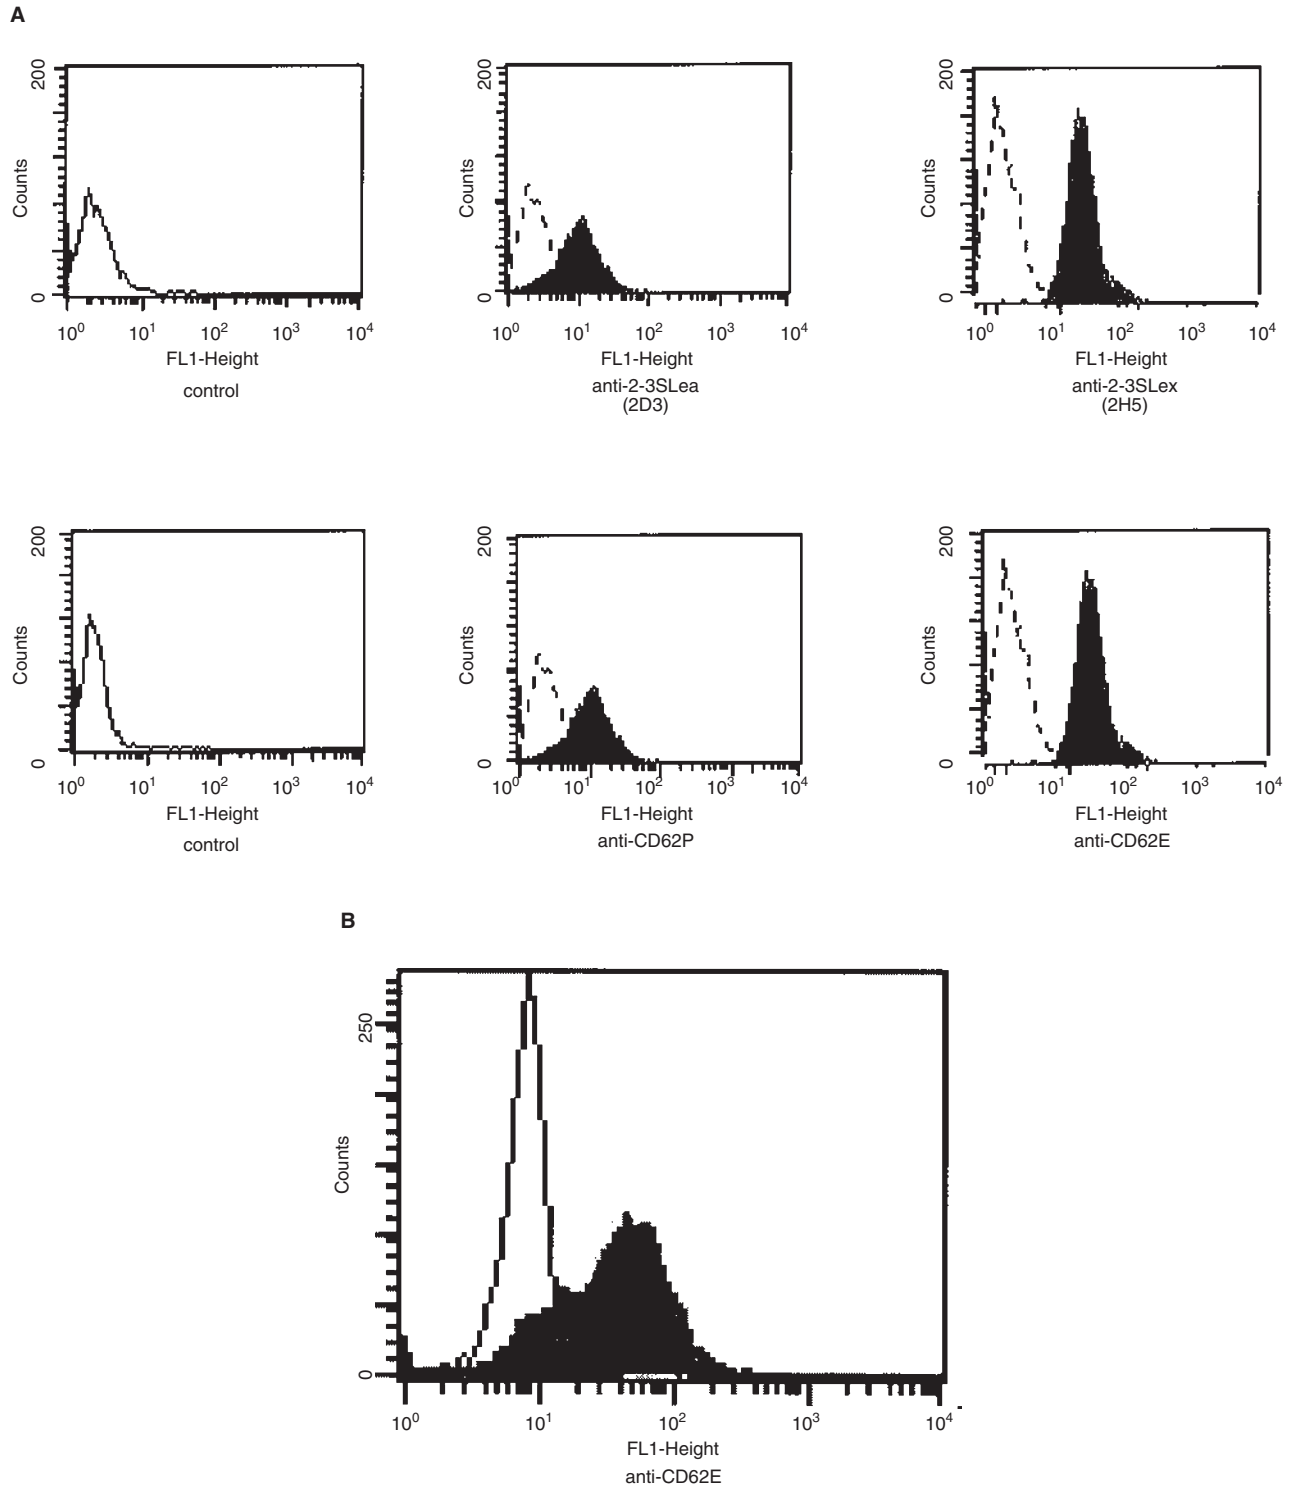 A
200
Counts
0
10⁰ 10¹ 10² 10³ 10⁴
FL1-Height
control
200
Counts
0
10⁰ 10¹ 10² 10³ 10⁴
FL1-Height
anti-2-3SLea
(2D3)
200
Counts
0
10⁰ 10¹ 10² 10³ 10⁴
FL1-Height
anti-2-3SLex
(2H5)
200
Counts
0
10⁰ 10¹ 10² 10³ 10⁴
FL1-Height
control
200
Counts
0
10⁰ 10¹ 10² 10³ 10⁴
FL1-Height
anti-CD62P
200
Counts
0
10⁰ 10¹ 10² 10³ 10⁴
FL1-Height
anti-CD62E
B
250
Counts
0
10⁰ 10¹ 10² 10³ 10⁴
FL1-Height
anti-CD62E